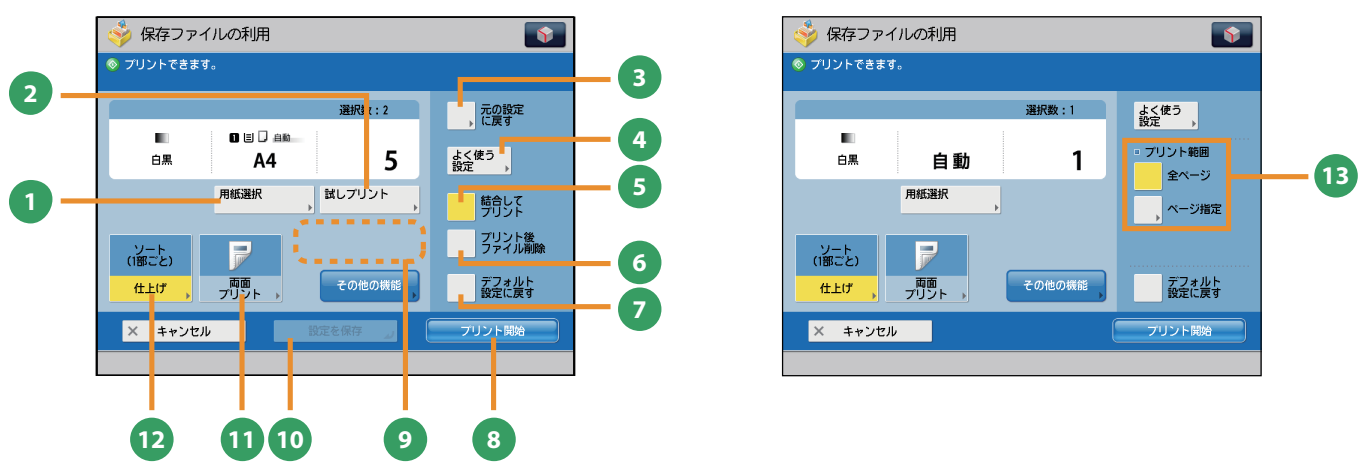 保存ファイルの利用
プリントできます。
選択数：2
白黒
1 自動
A4
5
用紙選択
試しプリント
ソート
(1部ごと)
仕上げ
両面
プリント
その他の機能
元の設定
に戻す
よく使う
設定
結合して
プリント
プリント後
ファイル削除
デフォルト
設定に戻す
× キャンセル
設定を保存
プリント開始
1
2
3
4
5
6
7
8
9
10
11
12
保存ファイルの利用
プリントできます。
選択数：1
白黒
自動
1
用紙選択
ソート
(1部ごと)
仕上げ
両面
プリント
その他の機能
よく使う
設定
プリント範囲
全ページ
ページ指定
デフォルト
設定に戻す
× キャンセル
プリント開始
13